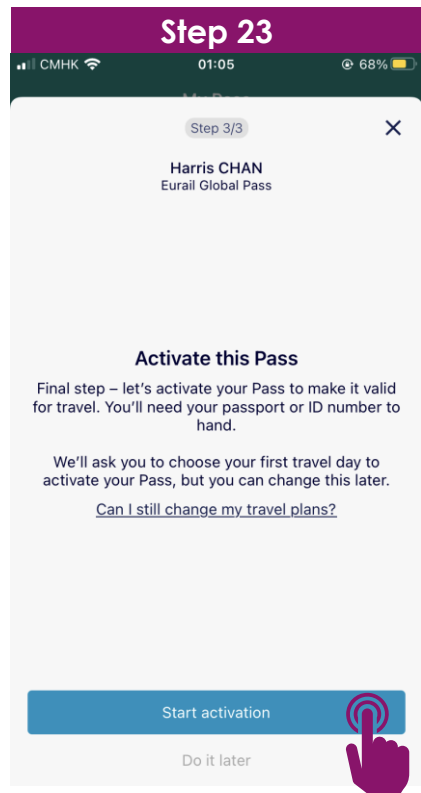 Step 23
CMHK
01:05
68%
Step 3/3
Harris CHAN
Eurail Global Pass
Activate this Pass
Final step – let's activate your Pass to make it valid
for travel. You'll need your passport or ID number to
hand.
We'll ask you to choose your first travel day to
activate your Pass, but you can change this later.
Can I still change my travel plans?
Start activation
Do it later